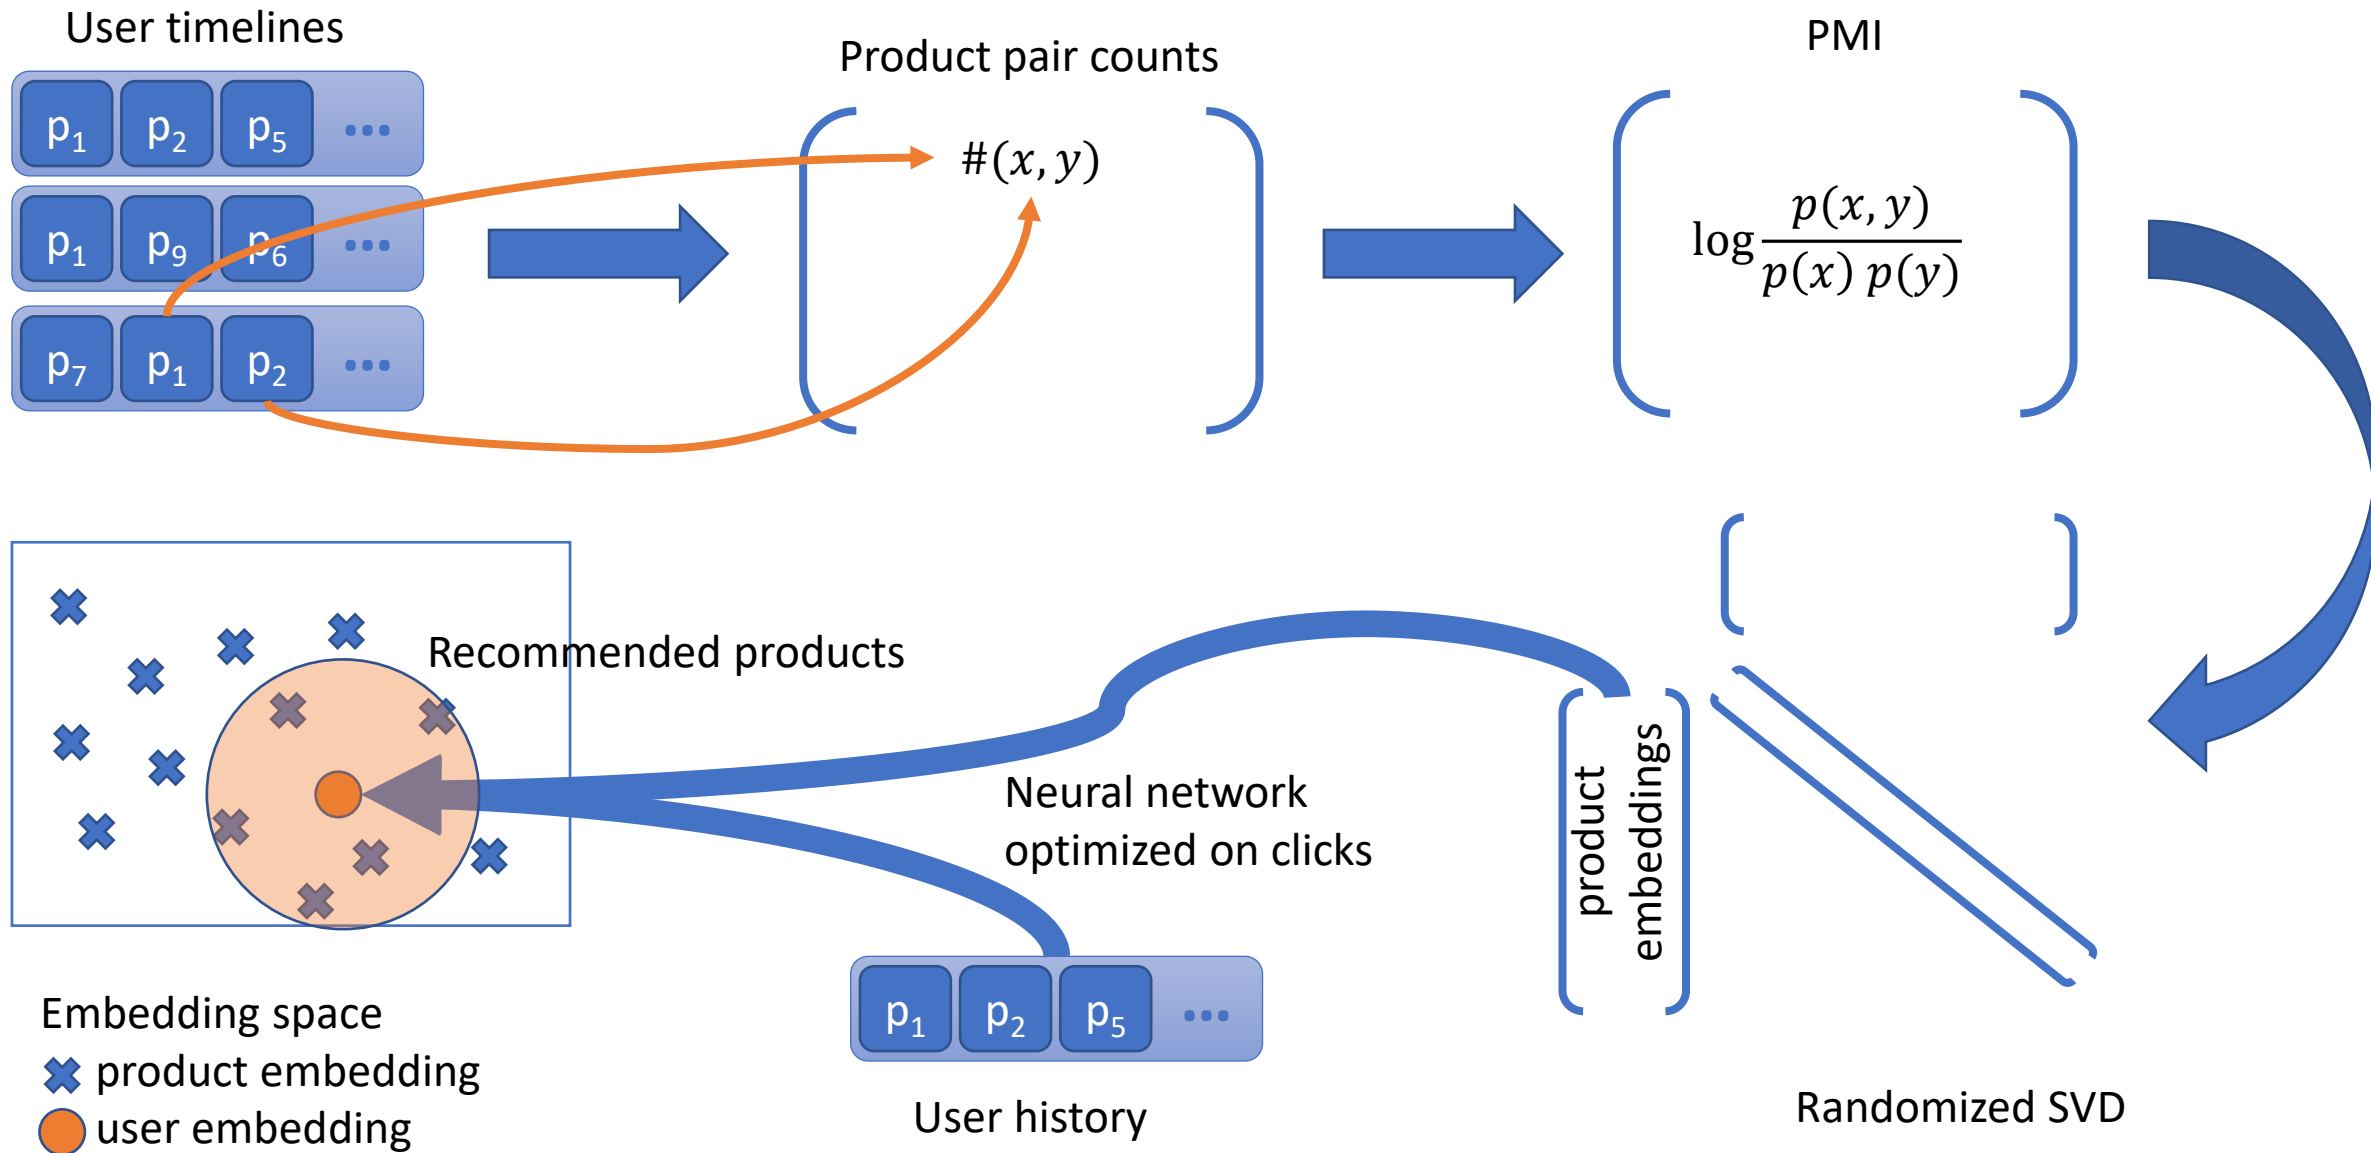 User timelines
Product pair counts
PMI
p1 p2 p5 ...
p1 p9 p6 ...
p7 p1 p2 ...
#(x, y)
log p(x, y)
p(x) p(y)
Recommended products
Neural network
optimized on clicks
product
embeddings
p1 p2 p5 ...
User history
Randomized SVD
Embedding space
product embedding
user embedding